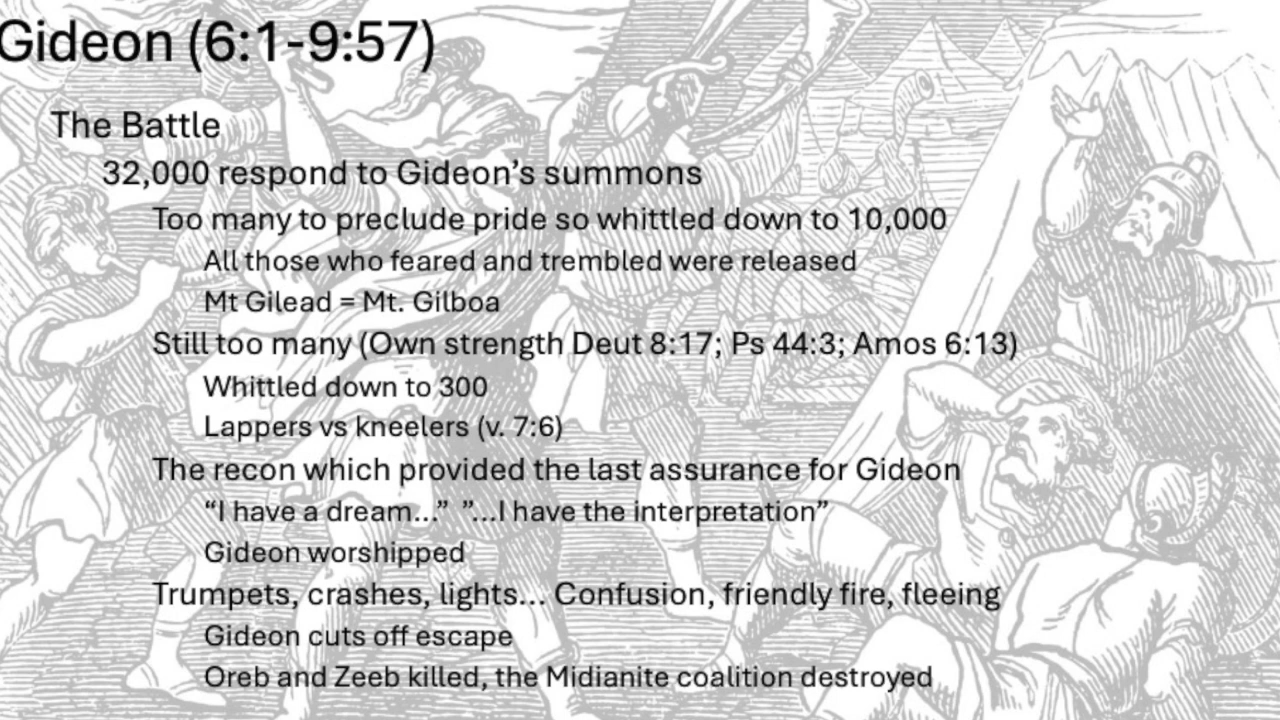 Gideon (6:1-9:57)
The Battle
32,000 respond to Gideon’s summons
Too many to preclude pride so whittled down to 10,000
All those who feared and trembled were released
Mt Gilead = Mt. Gilboa
Still too many (Own strength Deut 8:17; Ps 44:3; Amos 6:13)
Whittled down to 300
Lappers vs kneelers (v. 7:6)
The recon which provided the last assurance for Gideon
“I have a dream…” ”…I have the interpretation”
Gideon worshipped
Trumpets, crashes, lights… Confusion, friendly fire, fleeing
Gideon cuts off escape
Oreb and Zeeb killed, the Midianite coalition destroyed